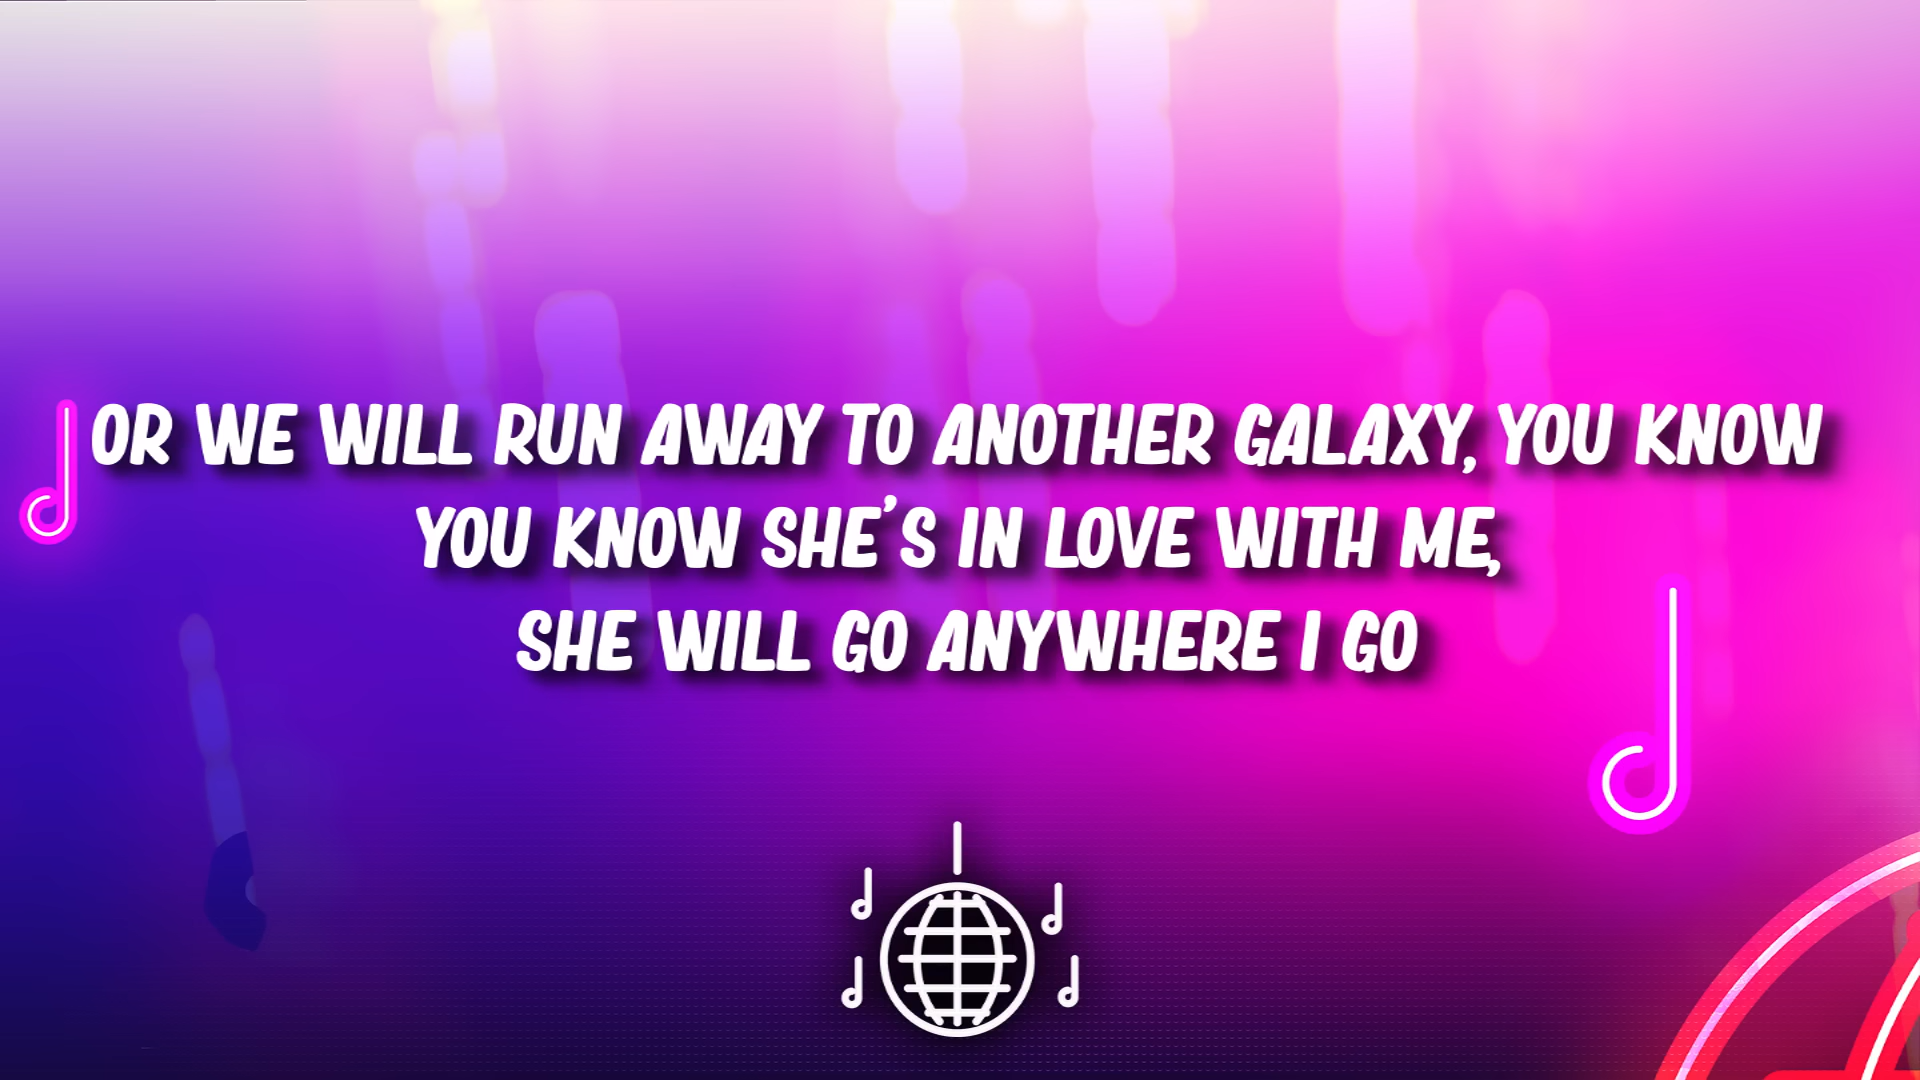 OR WE WILL RUN AWAY TO ANOTHER GALAXY, YOU KNOW
YOU KNOW SHE'S IN LOVE WITH ME,
SHE WILL GO ANYWHERE I GO